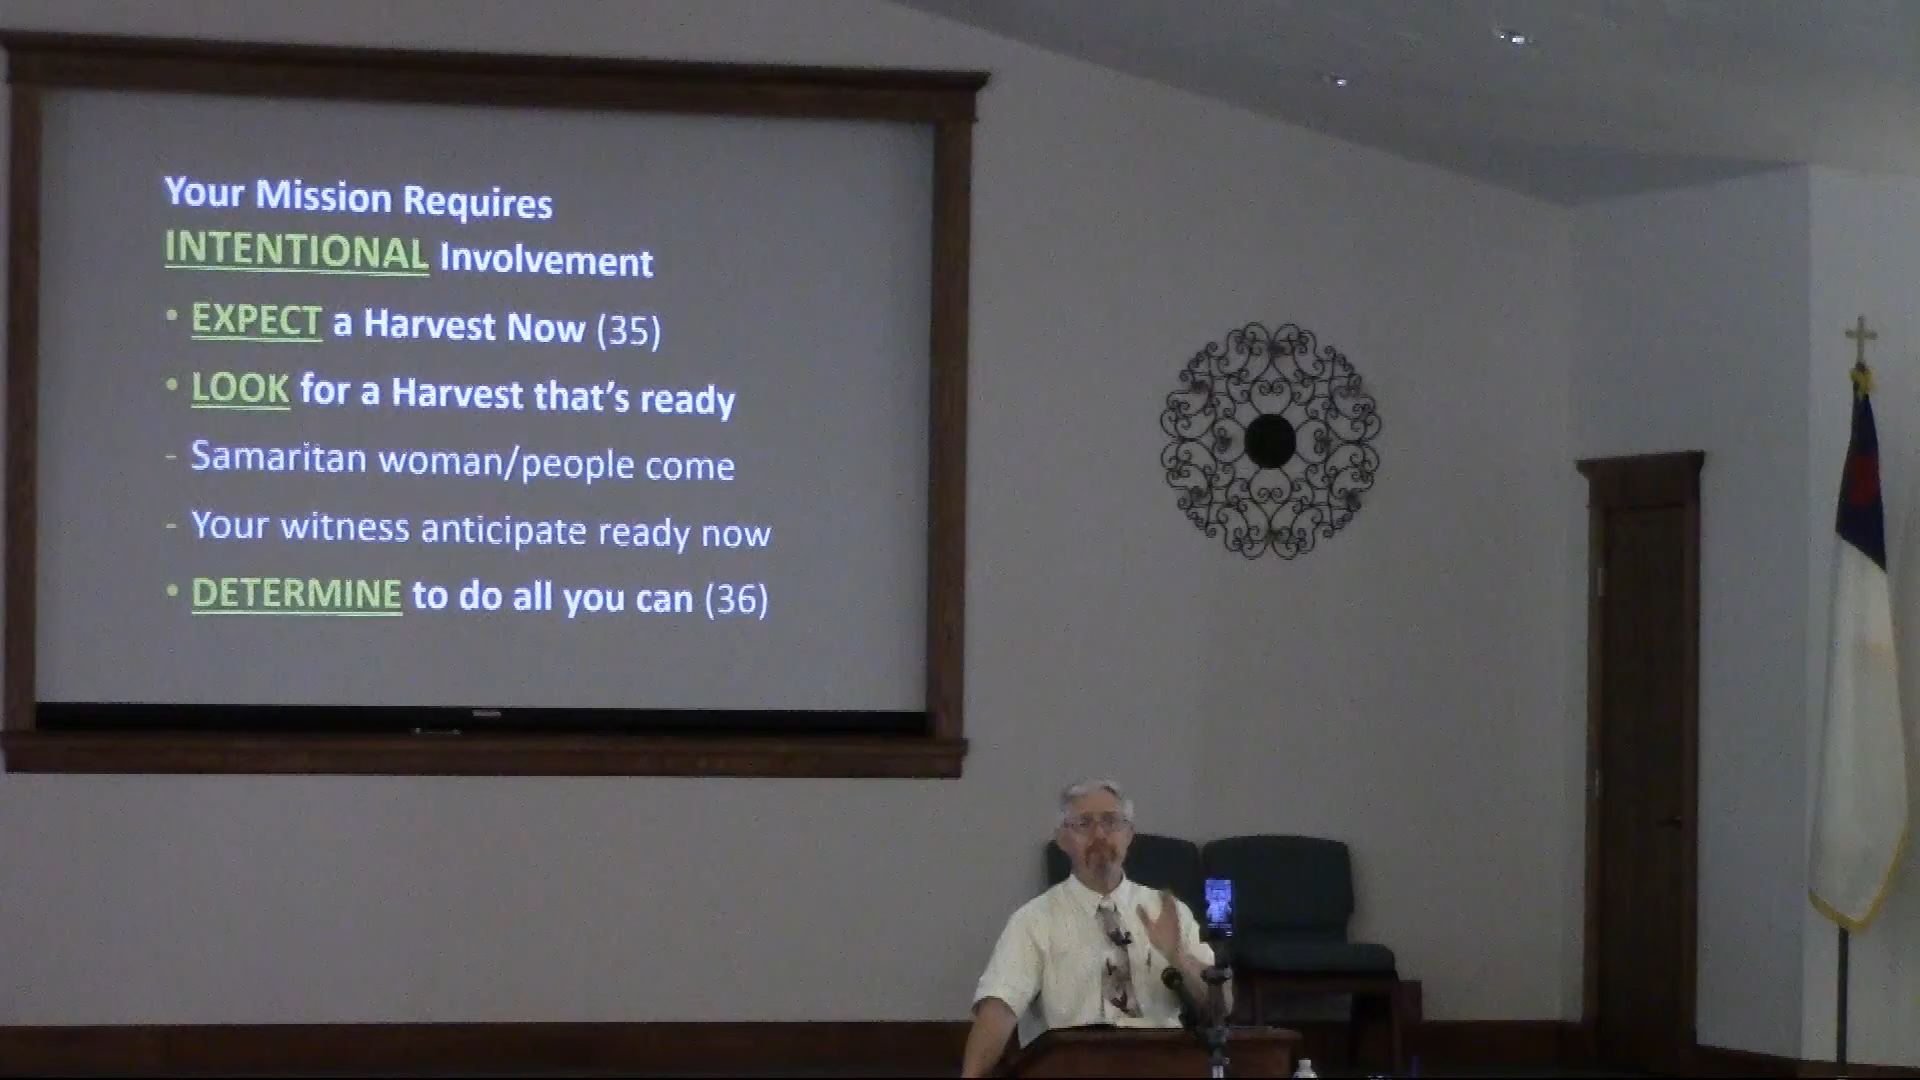 Your Mission Requires
INTENTIONAL Involvement
• EXPECT a Harvest Now (35)
• LOOK for a Harvest that's ready
- Samaritan woman/people come
- Your witness anticipate ready now
• DETERMINE to do all you can (36)